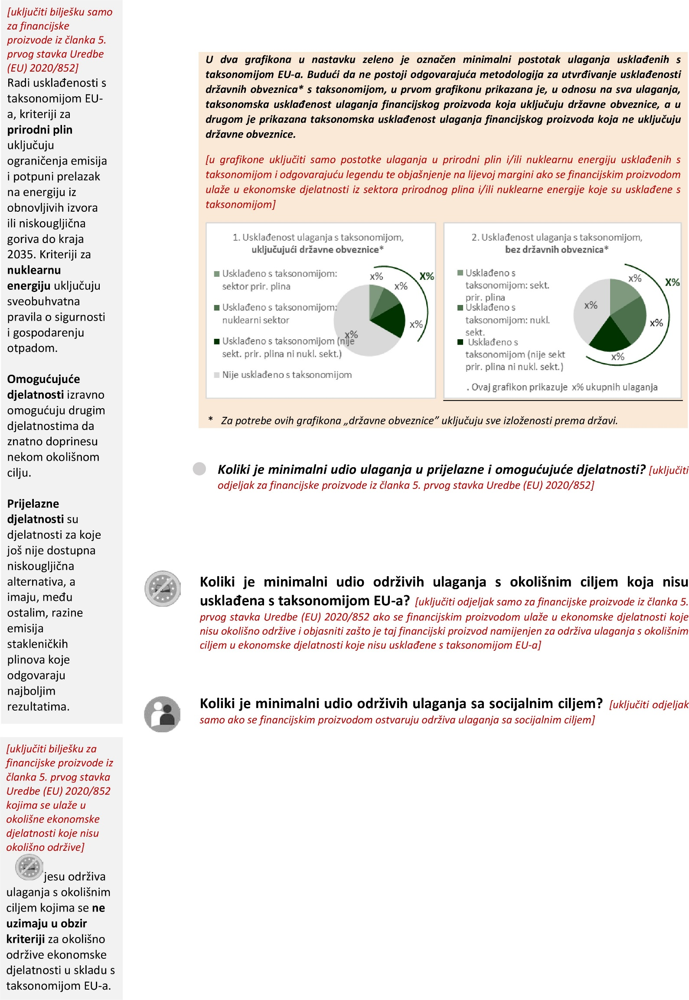 [uključiti bilješku samo
za financijske
proizvode iz članka 5.
prvog stavka Uredbe
(EU) 2020/852]
Radi usklađenosti s
taksonomijom EU-
a, kriteriji za
prirodni plin
uključuju
ograničenja emisija
i potpuni prelazak
na energiju iz
obnovljivih izvora
ili niskougljična
goriva do kraja
2035. Kriteriji za
nuklearnu
energiju uključuju
sveobuhvatna
pravila o sigurnosti
i gospodarenju
otpadom.
Omogućujuće
djelatnosti izravno
omogućuju drugim
djelatnostima da
znatno doprinesu
nekom okolišnom
cilju.
Prijelazne
djelatnosti su
djelatnosti za koje
još nije dostupna
niskougljična
alternativa, a
imaju, među
ostalim, razine
emisija
stakleničkih
plinova koje
odgovaraju
najboljim
rezultatima.
[uključiti bilješku za
financijske proizvode iz
članka 5. prvog stavka
Uredbe (EU) 2020/852
kojima se ulaže u
okolišne ekonomske
djelatnosti koje nisu
okolišno održive]
jesu održiva
ulaganja s okolišnim
ciljem kojima se ne
uzimaju u obzir
kriteriji za okolišno
održive ekonomske
djelatnosti u skladu s
taksonomijom EU-a.
U dva grafikona u nastavku zeleno je označen minimalni postotak ulaganja usklađenih s
taksonomijom EU-a. Budući da ne postoji odgovarajuća metodologija za utvrđivanje usklađenosti
državnih obveznica* s taksonomijom, u prvom grafikonu prikazana je, u odnosu na sva ulaganja,
taksonomska usklađenost ulaganja financijskog proizvoda koja uključuju državne obveznice, a u
drugom je prikazana taksonomska usklađenost ulaganja financijskog proizvoda koja ne uključuju
državne obveznice.
[u grafikone uključiti samo postotke ulaganja u prirodni plin i/ili nuklearnu energiju usklađenih s
taksonomijom i odgovarajuću legendu te objašnjenje na lijevoj margini ako se financijskim proizvodom
ulaže u ekonomske djelatnosti iz sektora prirodnog plina i/ili nuklearne energije koje su usklađene s
taksonomijom]
1. Usklađenost ulaganja s taksonomijom,
uključujući državne obveznice*
Usklađeno s taksonomijom:
sektor prir. plina
Usklađeno s taksonomijom:
nuklearni sektor
Usklađeno s taksonomijom (nije
sekt. prir. plina ni nukl. sekt.)
Nije usklađeno s taksonomijom
x%
x%
X%
x%
x%
2. Usklađenost ulaganja s taksonomijom,
bez državnih obveznica*
Usklađeno s
taksonomijom: sekt.
prir. plina
Usklađeno s
taksonomijom: nukl.
sekt.
Usklađeno s
taksonomijom (nije sekt
prir. plina ni nukl. sekt.)
x%
X%
x%
x%
x%
. Ovaj grafikon prikazuje x% ukupnih ulaganja
* Za potrebe ovih grafikona „državne obveznice” uključuju sve izloženosti prema državi.
Koliki je minimalni udio ulaganja u prijelazne i omogućujuće djelatnosti? [uključiti
odjeljak za financijske proizvode iz članka 5. prvog stavka Uredbe (EU) 2020/852]
Koliki je minimalni udio održivih ulaganja s okolišnim ciljem koja nisu
usklađena s taksonomijom EU-a? [uključiti odjeljak samo za financijske proizvode iz članka 5.
prvog stavka Uredbe (EU) 2020/852 ako se financijskim proizvodom ulaže u ekonomske djelatnosti koje
nisu okolišno održive i objasniti zašto je taj financijski proizvod namijenjen za održiva ulaganja s okolišnim
ciljem u ekonomske djelatnosti koje nisu usklađene s taksonomijom EU-a]
Koliki je minimalni udio održivih ulaganja sa socijalnim ciljem? [uključiti odjeljak
samo ako se financijskim proizvodom ostvaruju održiva ulaganja sa socijalnim ciljem]